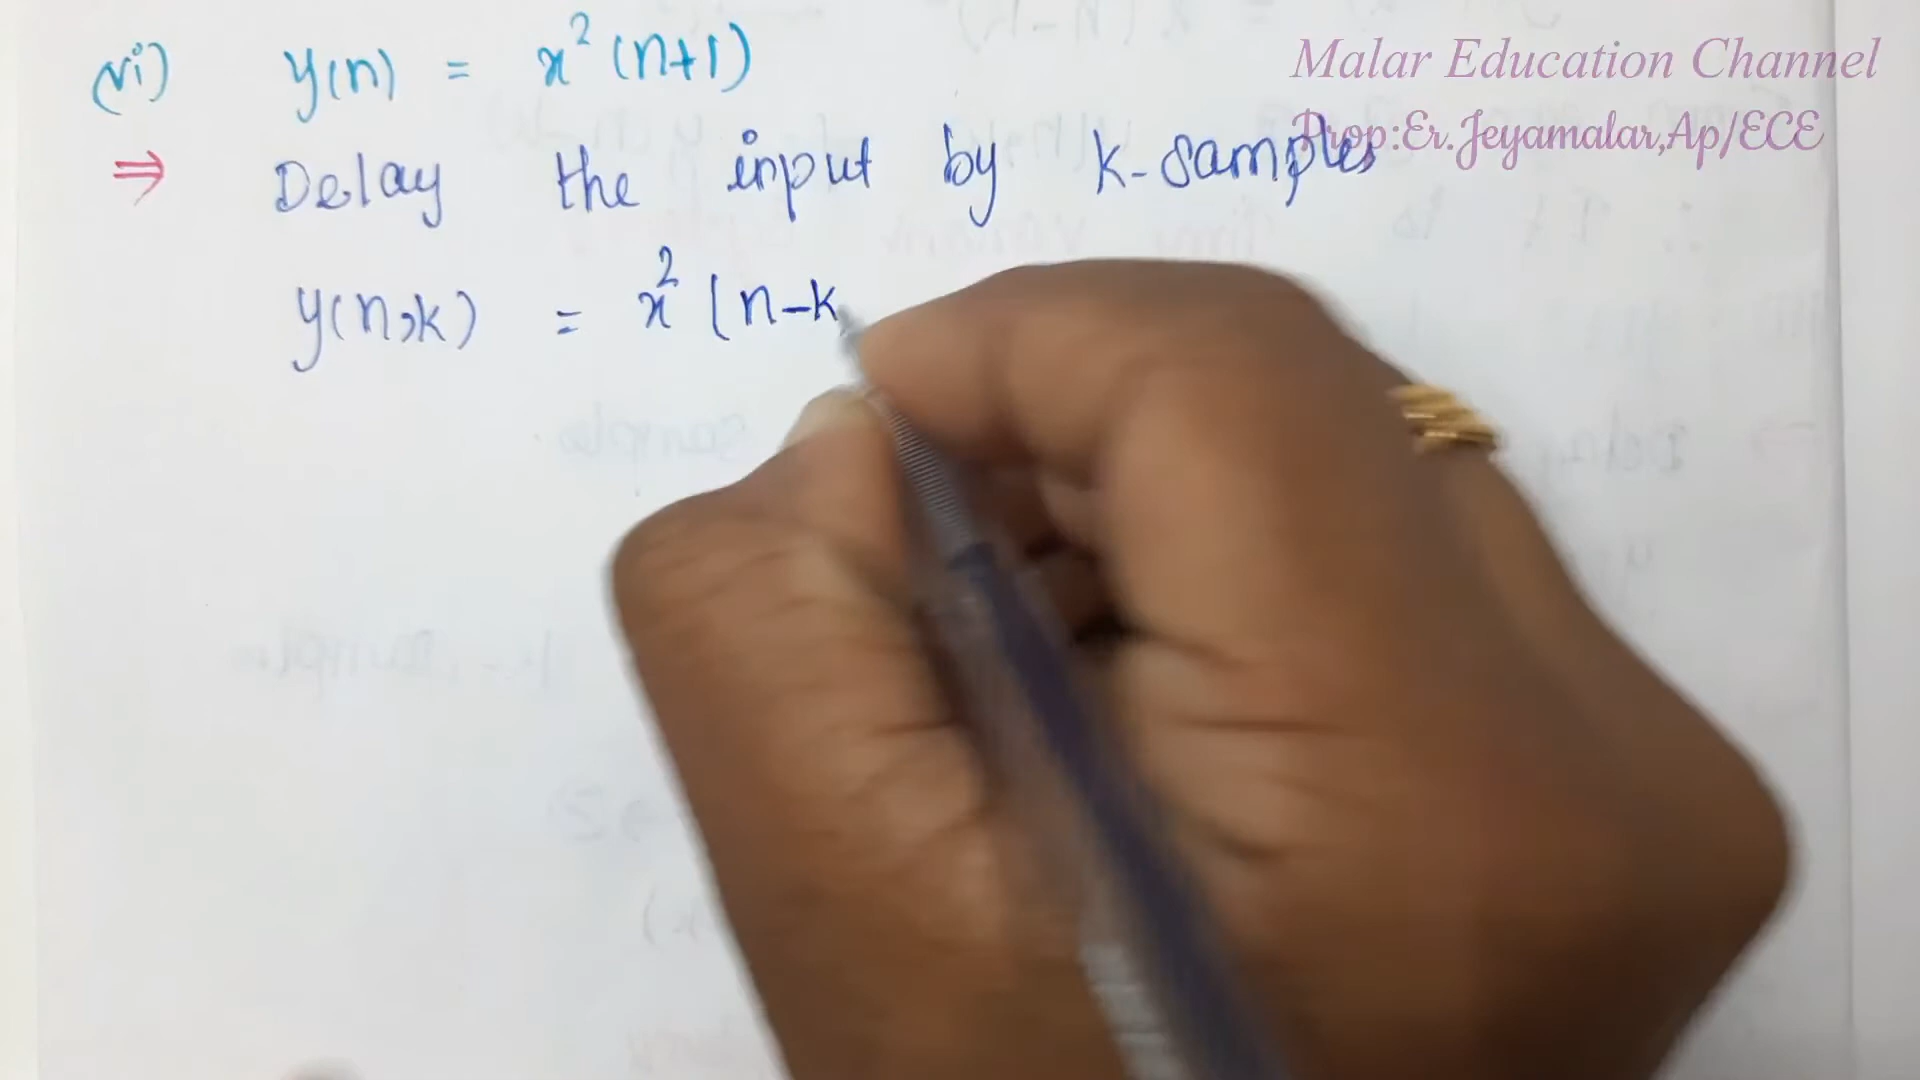 (vi) y(n) = x²(n+1)
Malar Education Channel
Prop:Er.Jeyamalar,Ap/ECE
⇒ Delay the input by k-samples
y(n,k) = x² (n-k